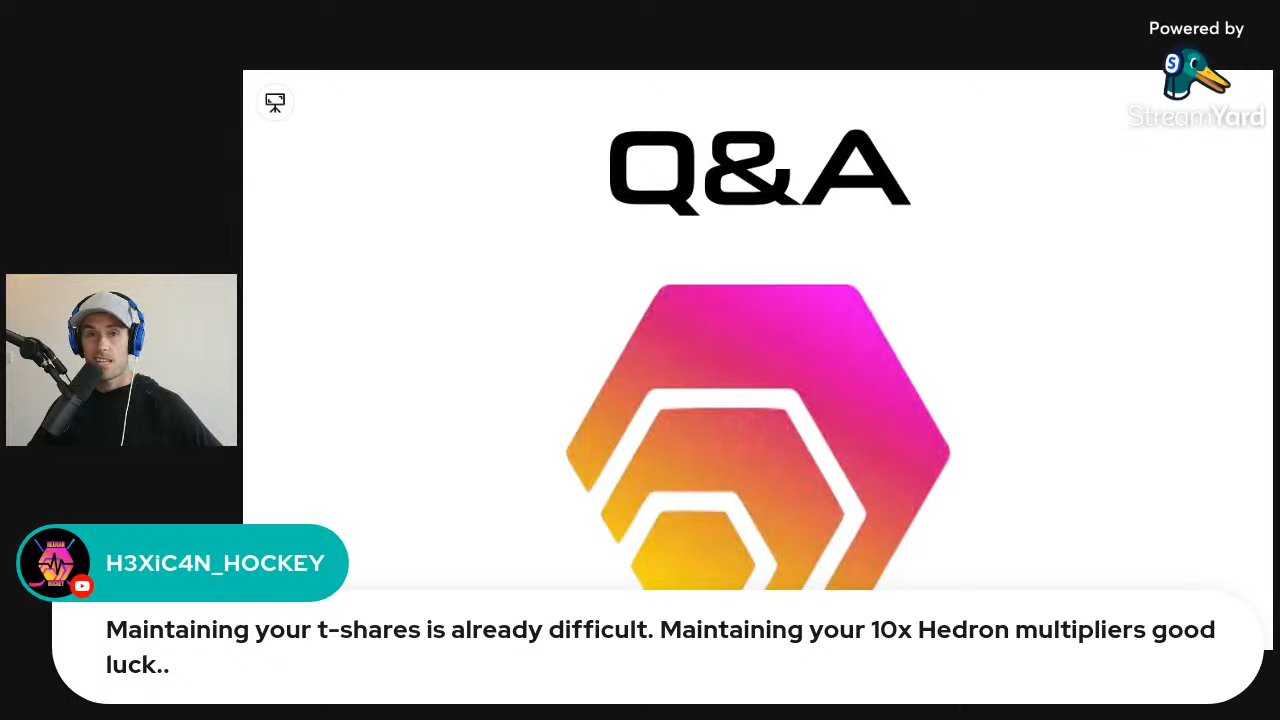 Powered by
S
StreamYard
Q&A
H3XiC4N_HOCKEY
Maintaining your t-shares is already difficult. Maintaining your 10x Hedron multipliers good
luck..